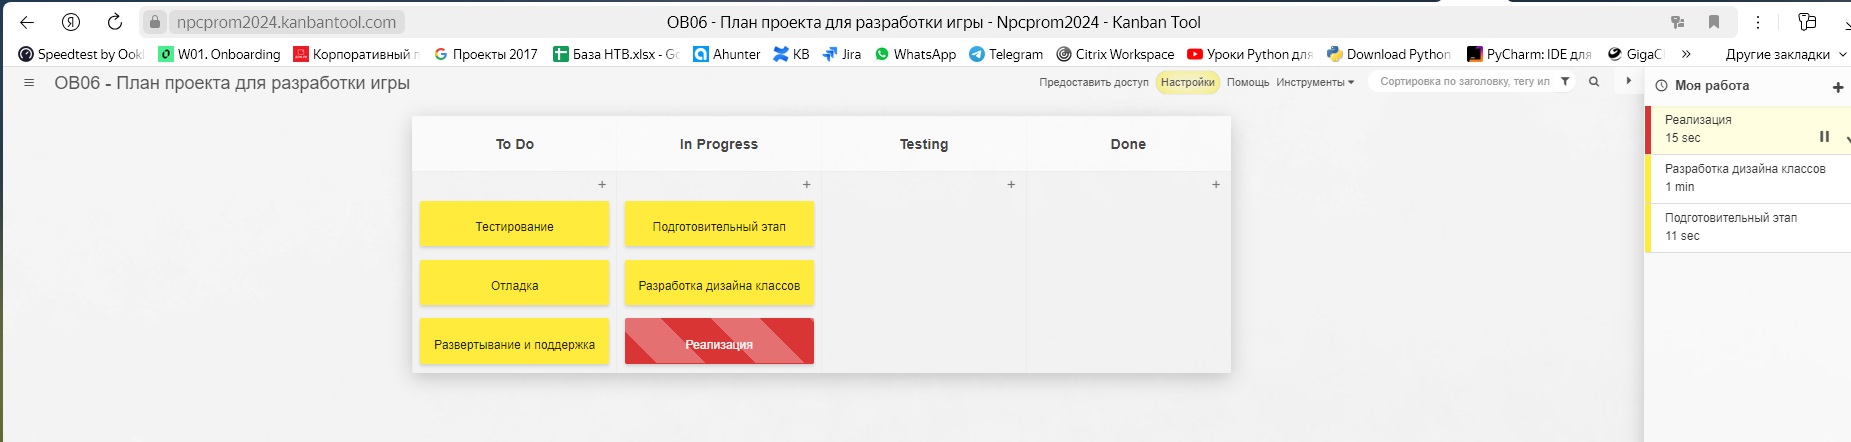 npcprom2024.kanbantool.com
OB06 - План проекта для разработки игры - Npcprom2024 - Kanban Tool
Speedtest by Ookl
W01. Onboarding
Корпоративный п
Проекты 2017
База НТВ.xlsx - Go
Ahunter
КВ
Jira
WhatsApp
Telegram
Citrix Workspace
Уроки Python для
Download Python
PyCharm: IDE для
GigaC
»
Другие закладки
OB06 - План проекта для разработки игры
Предоставить доступ
Настройки
Помощь
Инструменты
Сортировка по заголовку, тегу ил
Моя работа
+
To Do
In Progress
Testing
Done
+
+
+
+
Тестирование
Отладка
Развертывание и поддержка
Подготовительный этап
Разработка дизайна классов
Реализация
Реализация
15 sec
Разработка дизайна классов
1 min
Подготовительный этап
11 sec